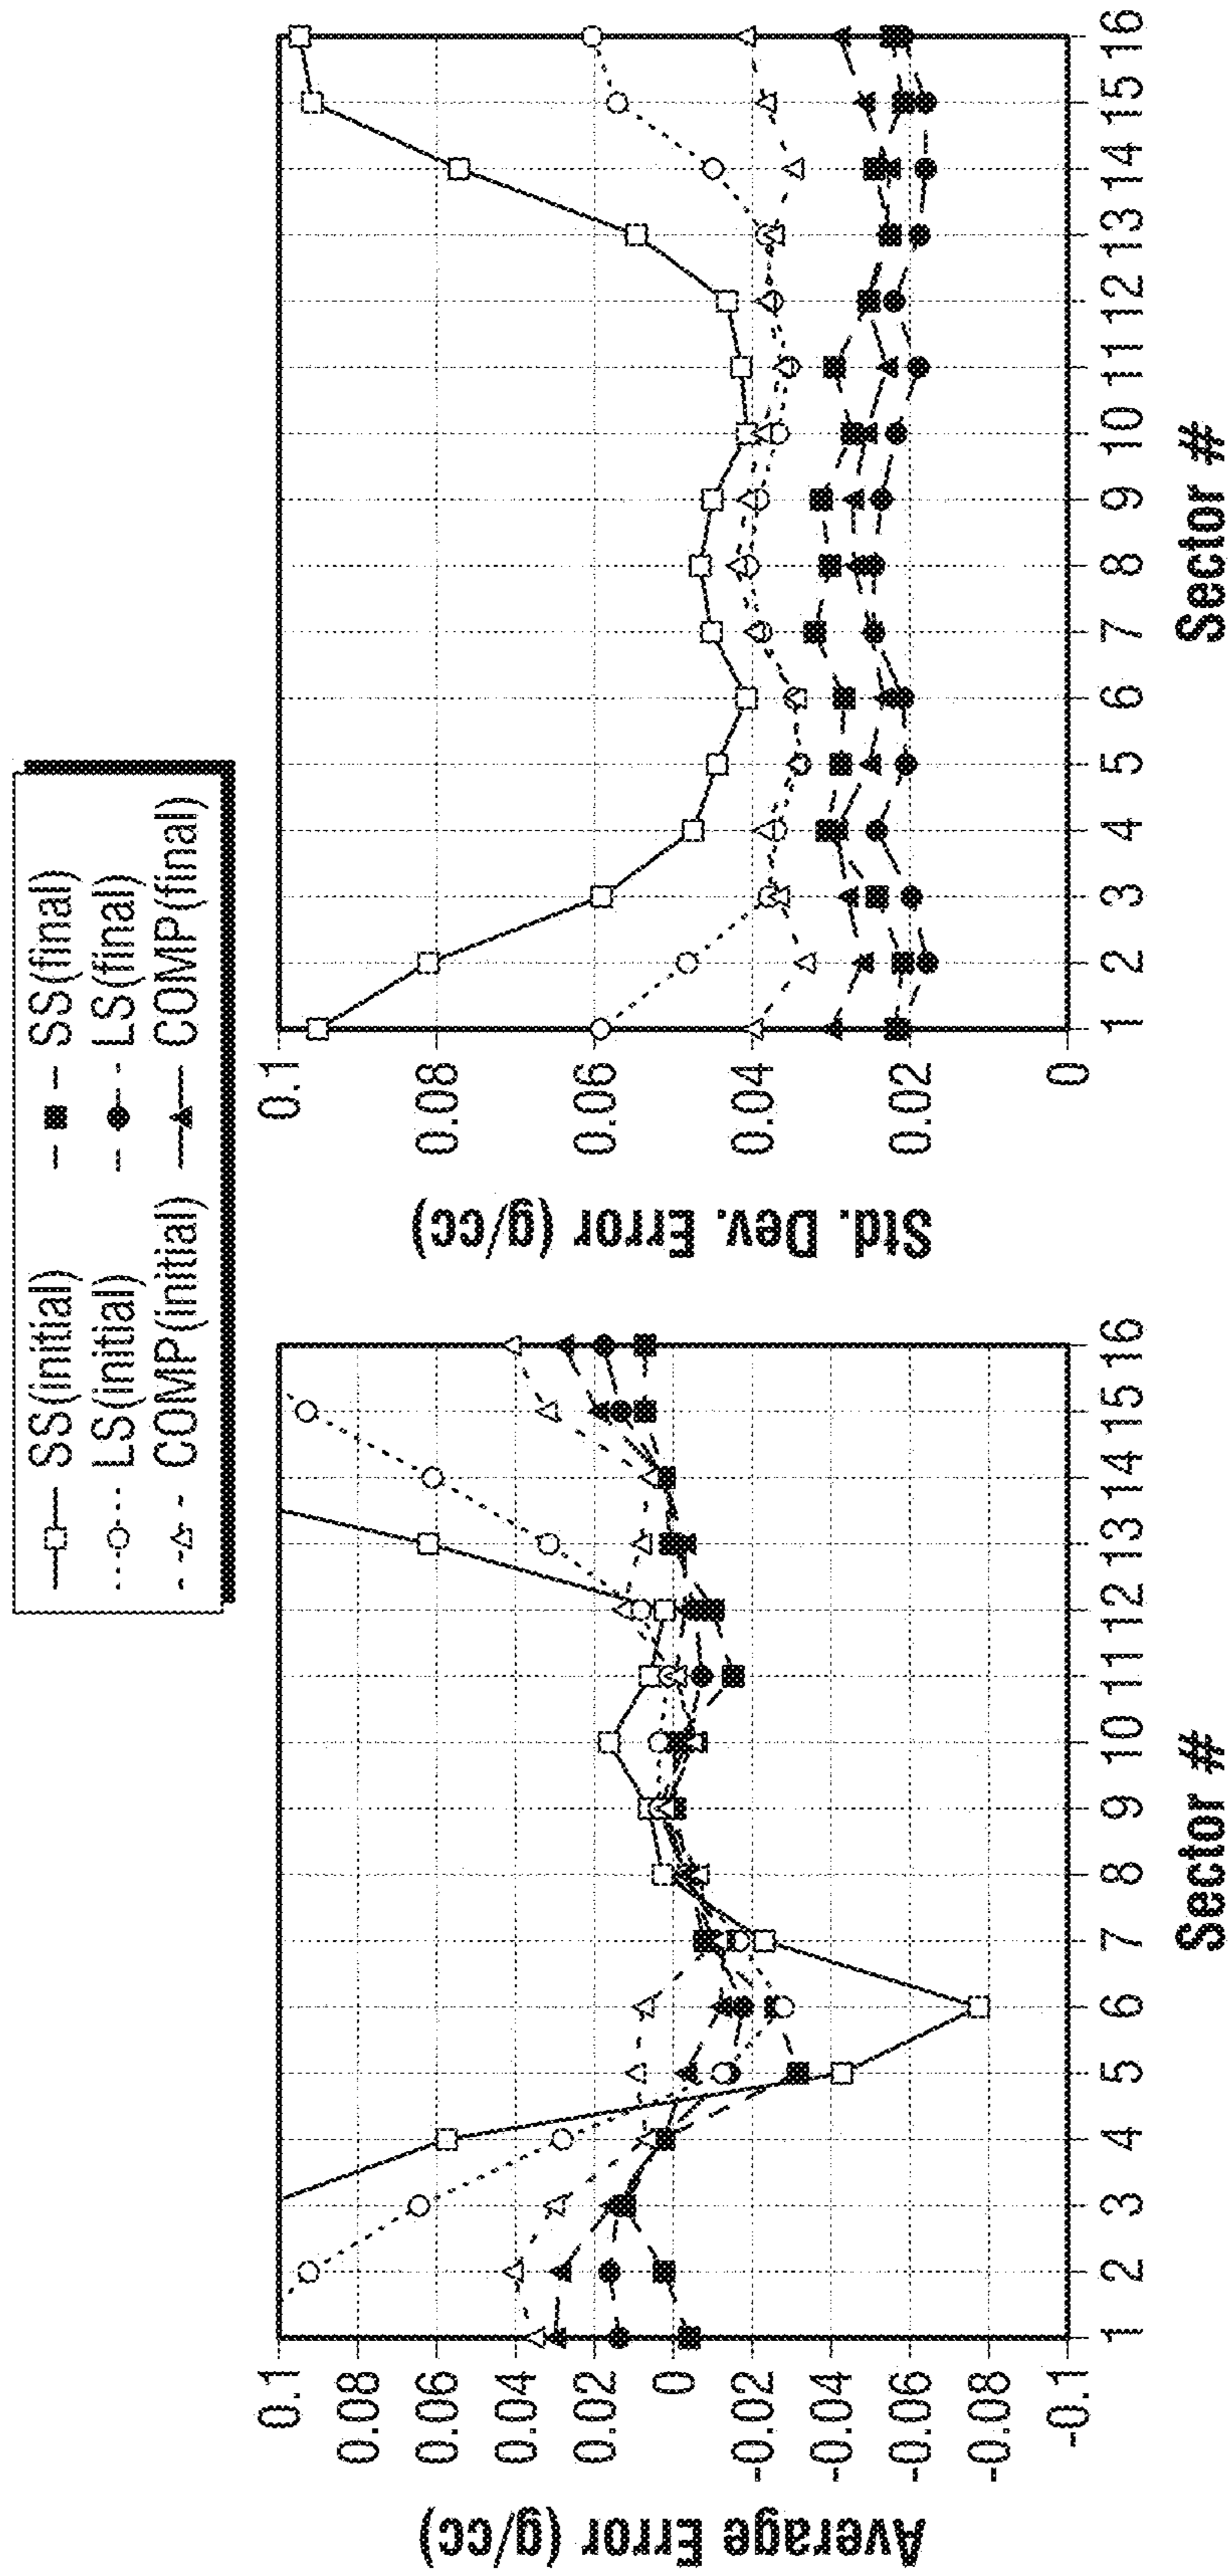 SS(initial) SS(final)
LS(initial) LS(final)
COMP(initial) COMP(final)
Average Error (g/cc)
0.1
0.08
0.06
0.04
0.02
0
-0.02
-0.04
-0.06
-0.08
-0.1
1 2 3 4 5 6 7 8 9 10 11 12 13 14 15 16
Sector #
Std. Dev. Error (g/cc)
0.1
0.08
0.06
0.04
0.02
0
1 2 3 4 5 6 7 8 9 10 11 12 13 14 15 16
Sector #